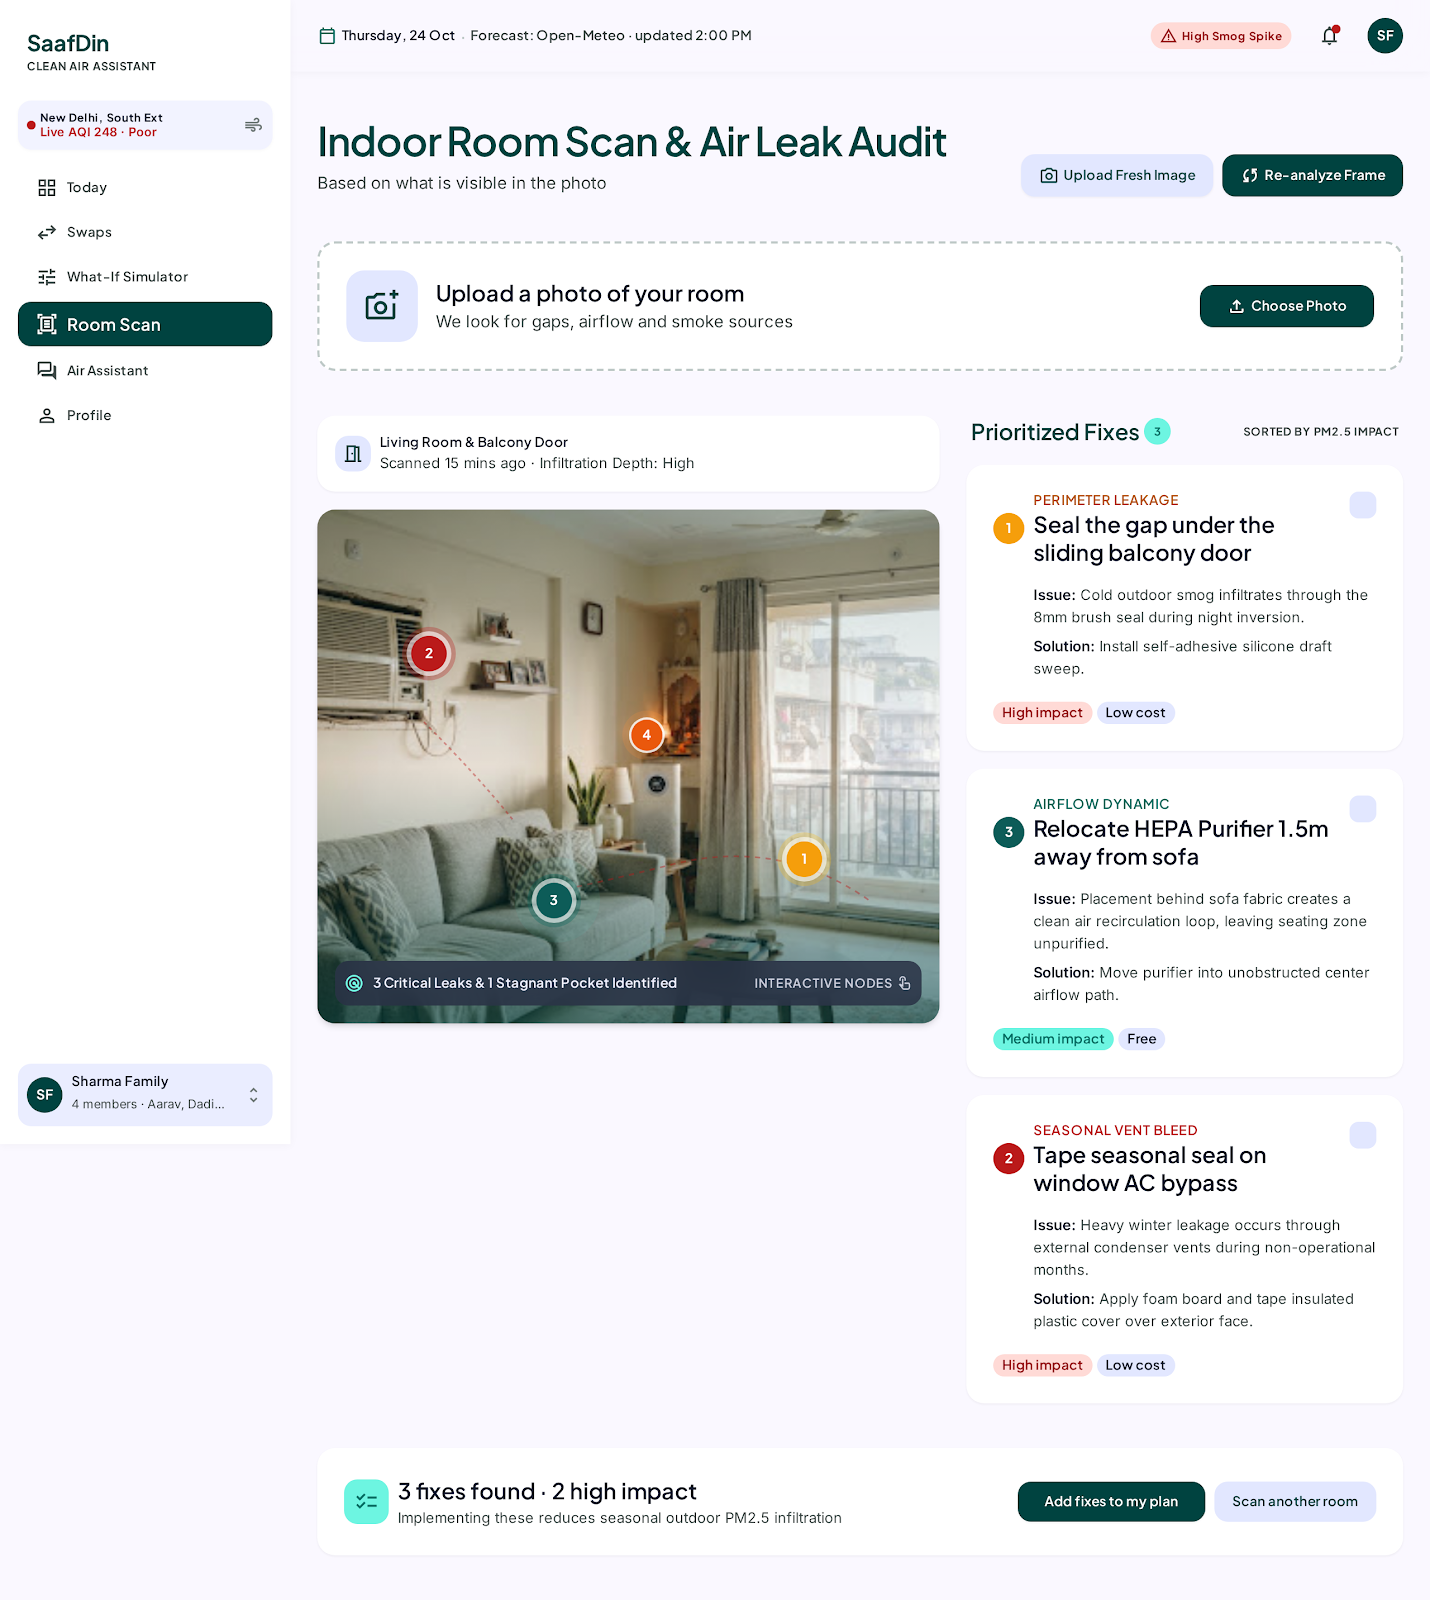 SaafDin
CLEAN AIR ASSISTANT
New Delhi, South Ext
Live AQI 248 · Poor
Today
Swaps
What-If Simulator
Room Scan
Air Assistant
Profile
SF
Sharma Family
4 members · Aarav, Dadi...
Thursday, 24 Oct · Forecast: Open-Meteo · updated 2:00 PM
High Smog Spike
SF
Indoor Room Scan & Air Leak Audit
Based on what is visible in the photo
Upload Fresh Image
Re-analyze Frame
Upload a photo of your room
We look for gaps, airflow and smoke sources
Choose Photo
Living Room & Balcony Door
Scanned 15 mins ago · Infiltration Depth: High
2
4
1
3
3 Critical Leaks & 1 Stagnant Pocket Identified
INTERACTIVE NODES
Prioritized Fixes 3
SORTED BY PM2.5 IMPACT
PERIMETER LEAKAGE
1
Seal the gap under the
sliding balcony door
Issue: Cold outdoor smog infiltrates through the
8mm brush seal during night inversion.
Solution: Install self-adhesive silicone draft
sweep.
High impact
Low cost
AIRFLOW DYNAMIC
3
Relocate HEPA Purifier 1.5m
away from sofa
Issue: Placement behind sofa fabric creates a
clean air recirculation loop, leaving seating zone
unpurified.
Solution: Move purifier into unobstructed center
airflow path.
Medium impact
Free
SEASONAL VENT BLEED
2
Tape seasonal seal on
window AC bypass
Issue: Heavy winter leakage occurs through
external condenser vents during non-operational
months.
Solution: Apply foam board and tape insulated
plastic cover over exterior face.
High impact
Low cost
3 fixes found · 2 high impact
Implementing these reduces seasonal outdoor PM2.5 infiltration
Add fixes to my plan
Scan another room